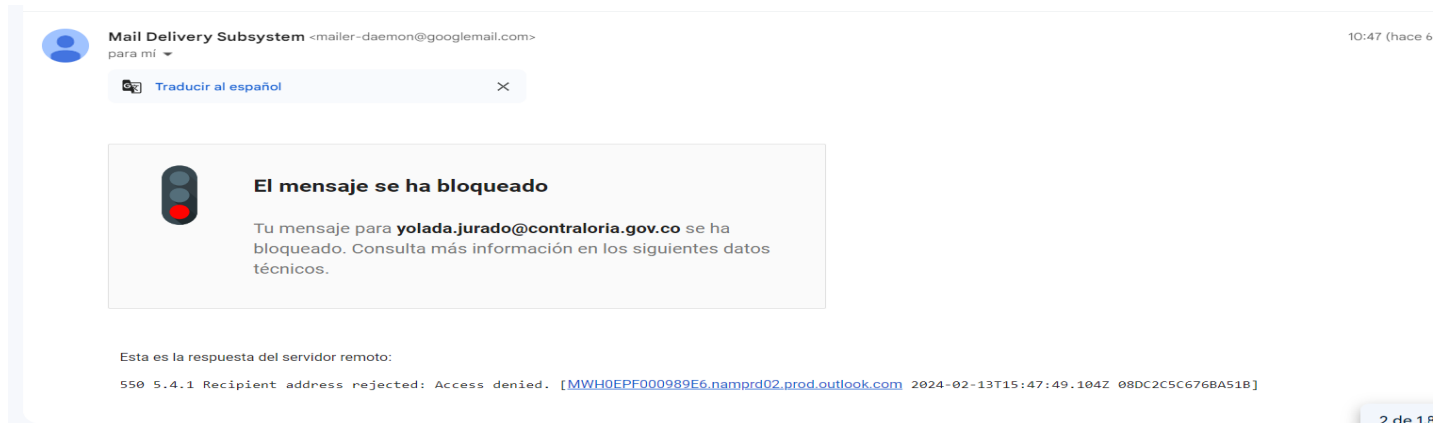 Mail Delivery Subsystem <mailer-daemon@googlemail.com> 10:47 (hace 6
para mí
Traducir al español
El mensaje se ha bloqueado
Tu mensaje para yolada.jurado@contraloria.gov.co se ha
bloqueado. Consulta más información en los siguientes datos
técnicos.
Esta es la respuesta del servidor remoto:
550 5.4.1 Recipient address rejected: Access denied. [MWH0EPF000989E6.namprd02.prod.outlook.com 2024-02-13T15:47:49.104Z 08DC2C5C676BA51B]
2 de 18